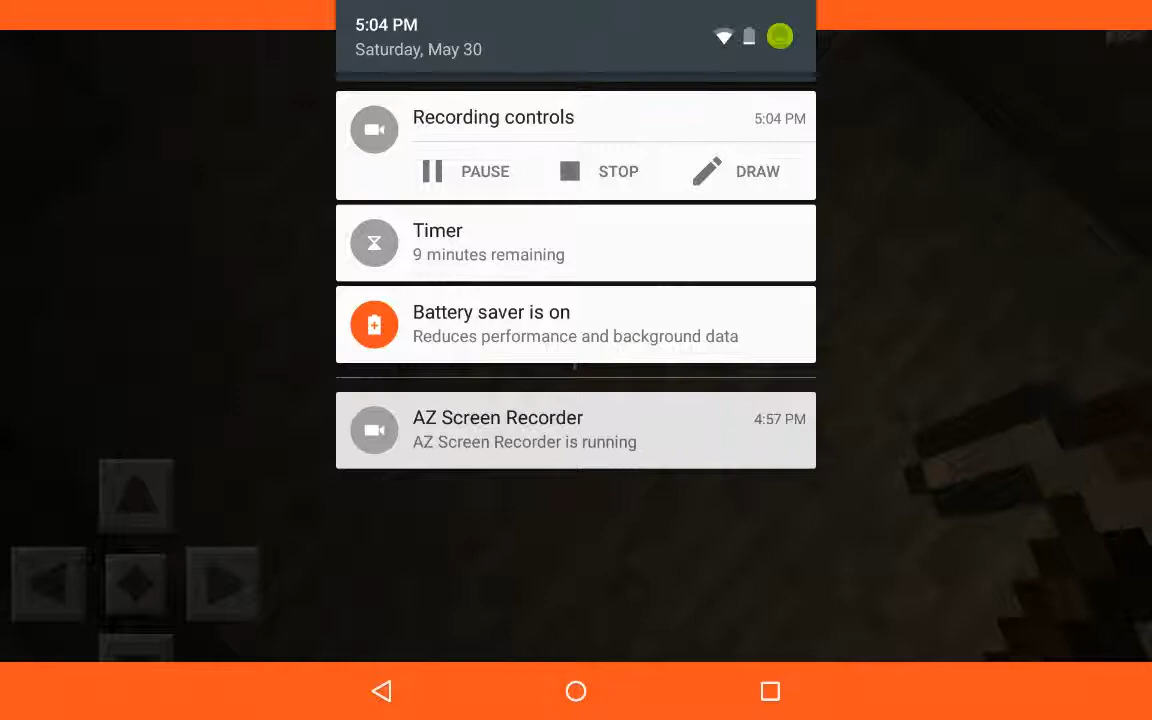 5:04 PM
Saturday, May 30
Recording controls
5:04 PM
PAUSE
STOP
DRAW
Timer
9 minutes remaining
Battery saver is on
Reduces performance and background data
AZ Screen Recorder
4:57 PM
AZ Screen Recorder is running